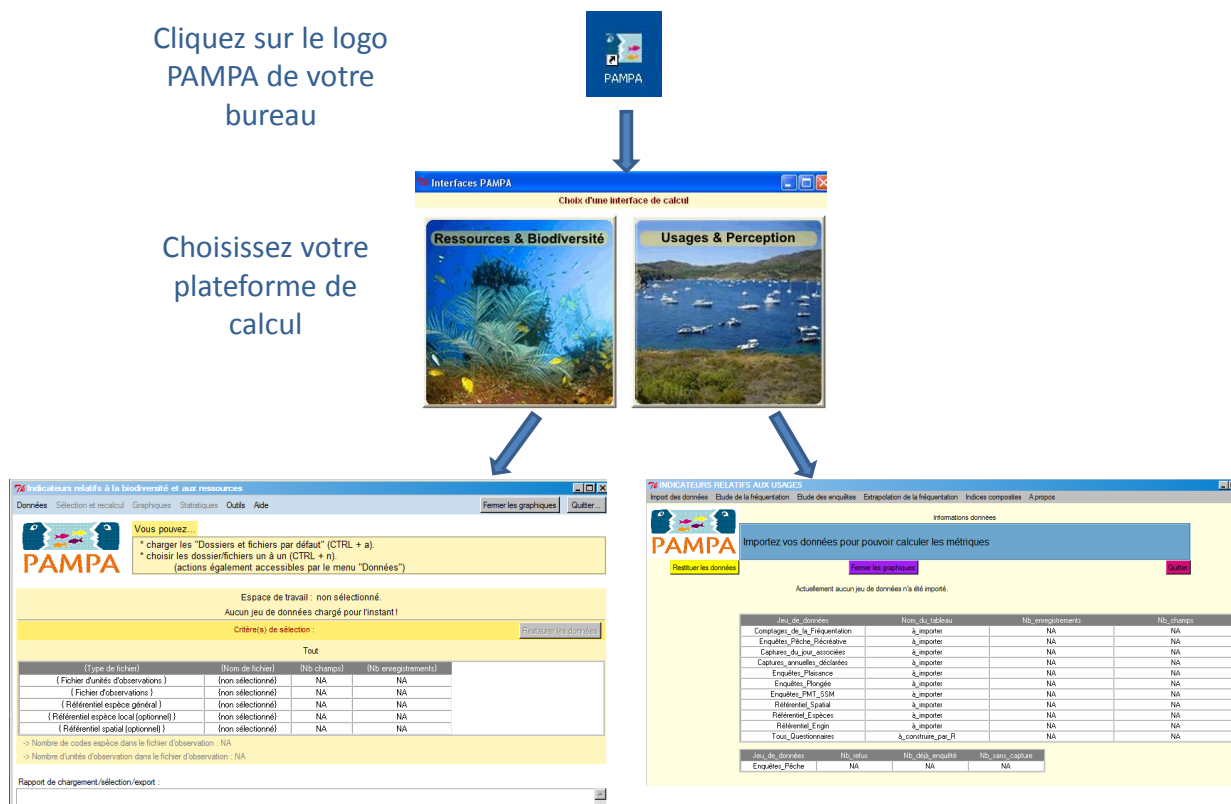 Cliquez sur le logo
PAMPA de votre
bureau
PAMPA
Interfaces PAMPA
Choix d'une interface de calcul
Choisissez votre
plateforme de
calcul
Ressources & Biodiversité
Usages & Perception
Indicateurs relatifs à la biodiversité et aux ressources
Données Sélection et recalcul Graphiques Statistiques Outils Aide Fermer les graphiques Quitter...
PAMPA
Vous pouvez...
* charger les "Dossiers et fichiers par défaut" (CTRL + a).
* choisir les dossier/fichiers un à un (CTRL + n).
(actions également accessibles par le menu "Données")
Espace de travail : non sélectionné.
Aucun jeu de données chargé pour l'instant !
Critère(s) de sélection : Restaurer les données
Tout
{Type de fichier} {Nom de fichier} {Nb champs} {Nb enregistrements}
{ Fichier d'unités d'observations } {non sélectionné} NA NA
{ Fichier d'observations } {non sélectionné} NA NA
{ Référentiel espèce général } {non sélectionné} NA NA
{ Référentiel espèce local (optionnel) } {non sélectionné} NA NA
{ Référentiel spatial (optionnel) } {non sélectionné} NA NA
-> Nombre de codes espèce dans le fichier d'observation : NA
-> Nombre d'unités d'observation dans le fichier d'observation : NA
Rapport de chargement/sélection/export :
INDICATEURS RELATIFS AUX USAGES
Import des données Etude de la fréquentation Etude des enquêtes Extrapolation de la fréquentation Indices composites A propos
PAMPA
Informations données
Importez vos données pour pouvoir calculer les métriques
Restituer les données Fermer les graphiques Quitter
Actuellement aucun jeu de données n'a été importé.
Jeu_de_données Nom_du_tableau Nb_enregistrements Nb_champs
Comptages_de_la_Fréquentation à_importer NA NA
Enquêtes_Pêche_Récréative à_importer NA NA
Captures_du_jour_associées à_importer NA NA
Captures_annuelles_déclarées à_importer NA NA
Enquêtes_Plaisance à_importer NA NA
Enquêtes_Plongée à_importer NA NA
Enquêtes_PMT_SSM à_importer NA NA
Référentiel_Spatial à_importer NA NA
Référentiel_Espèces à_importer NA NA
Référentiel_Engin à_importer NA NA
Tous_Questionnaires à_construire_par_R NA NA
Jeu_de_données Nb_refus Nb_déjà_enquêté Nb_sans_capture
Enquêtes_Pêche NA NA NA